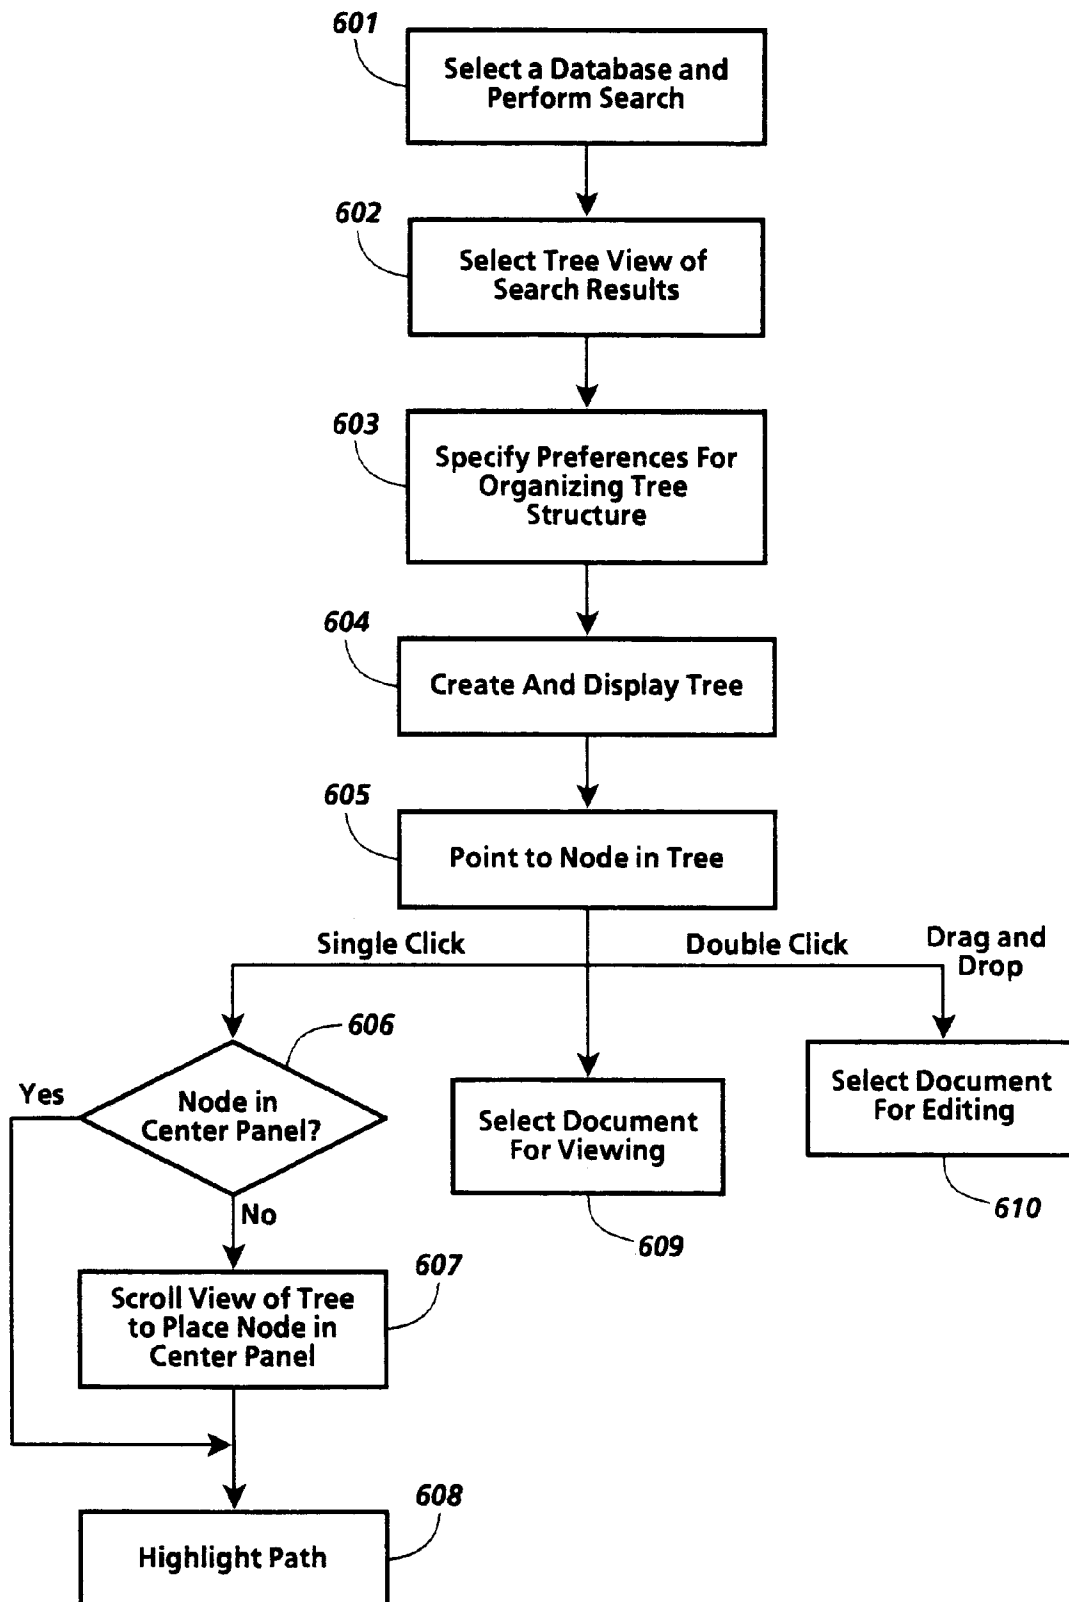 601
Select a Database and
Perform Search
602
Select Tree View of
Search Results
603
Specify Preferences For
Organizing Tree
Structure
604
Create And Display Tree
605
Point to Node in Tree
Single Click
Double Click
Drag and
Drop
606
Yes
Node in
Center Panel?
No
Select Document
For Viewing
609
Select Document
For Editing
610
607
Scroll View of Tree
to Place Node in
Center Panel
608
Highlight Path